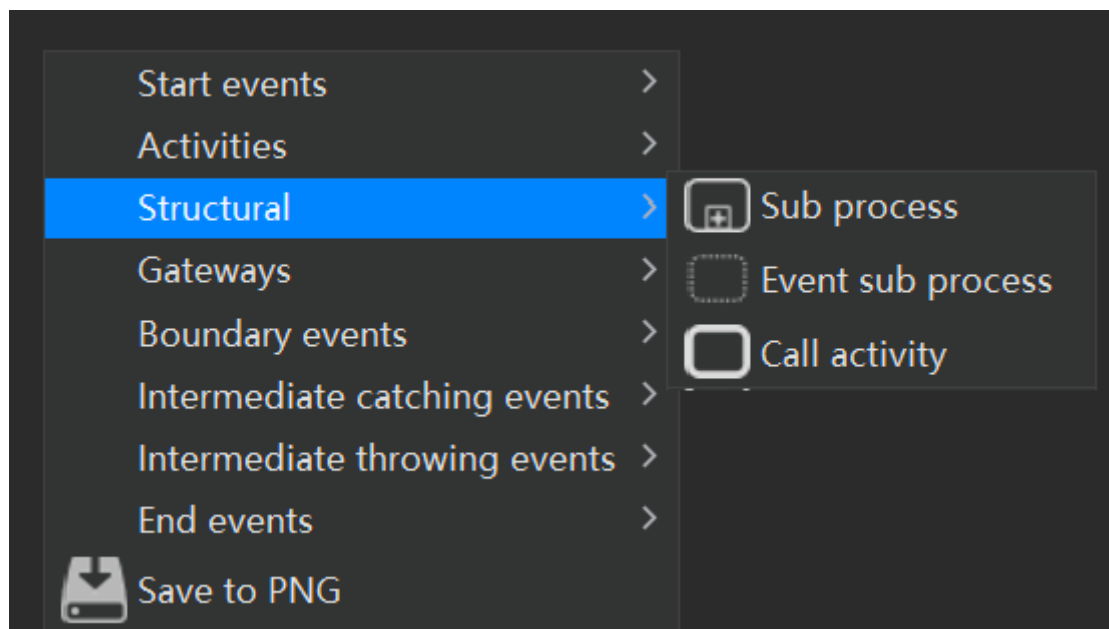 Start events
Activities
Structural
Sub process
Event sub process
Call activity
Gateways
Boundary events
Intermediate catching events
Intermediate throwing events
End events
Save to PNG